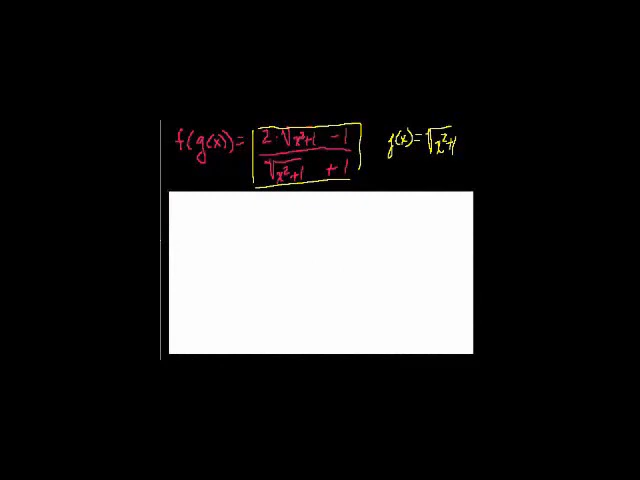 f(g(x)) = (2·√(x²+1) - 1) / (√(x²+1) + 1) g(x) = √(x²+1)